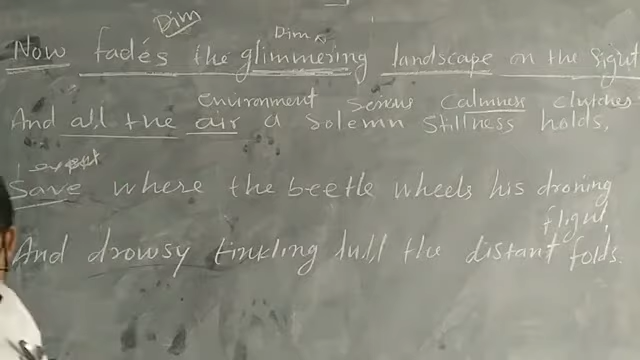 Dim
Dim
Now fades the glimmering landscape on the sight
environment serious calmness clutches
And all the air a solemn stillness holds,
except
Save where the beetle wheels his droning
flight,
And drowsy tinkling lull the distant folds.